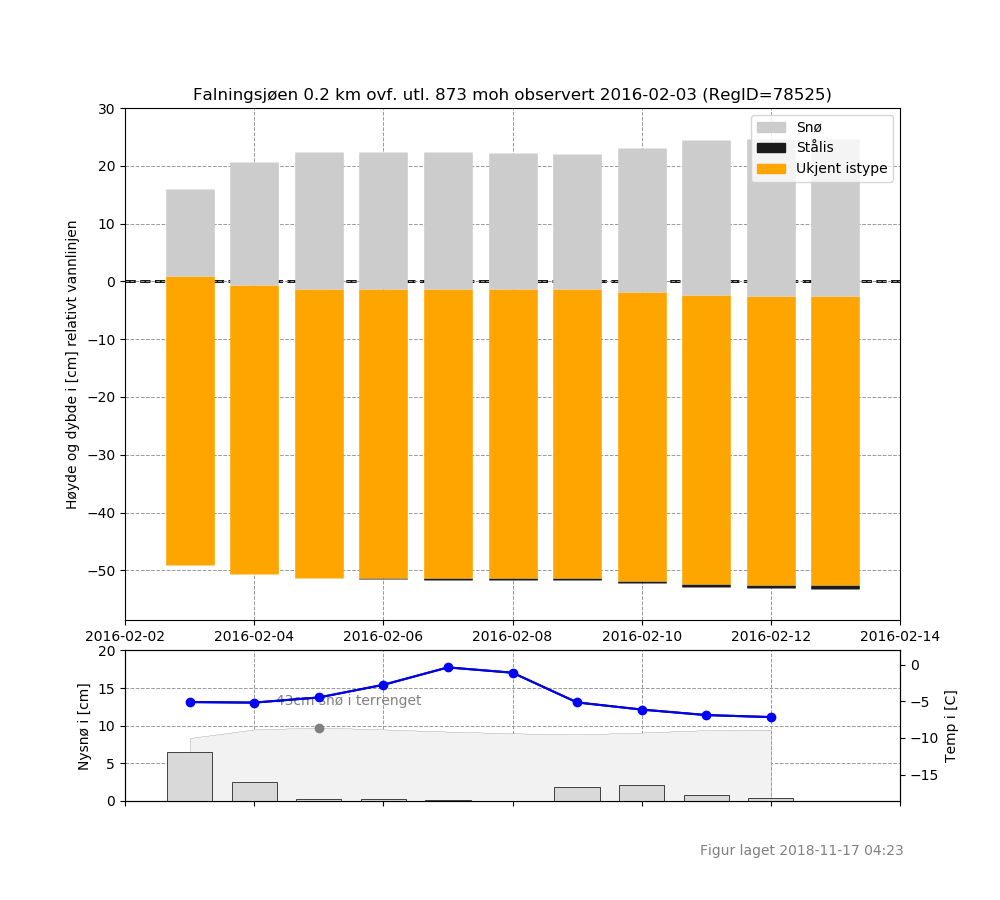 Falningsjøen 0.2 km ovf. utl. 873 moh observert 2016-02-03 (RegID=78525)
Høyde og dybde i [cm] relativt vannlinjen
30
20
10
0
−10
−20
−30
−40
−50
Snø
Stålis
Ukjent istype
2016-02-02 2016-02-04 2016-02-06 2016-02-08 2016-02-10 2016-02-12 2016-02-14
Nysnø i [cm]
20
15
10
5
0
43cm snø i terrenget
0
−5
−10
−15
Temp i [C]
Figur laget 2018-11-17 04:23